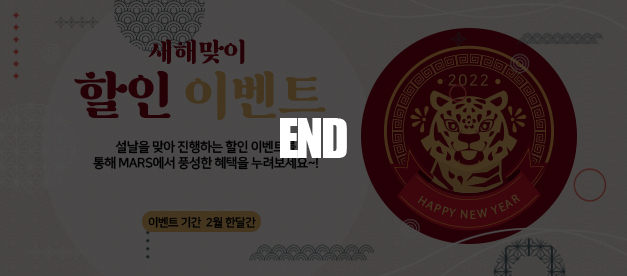 새해맞이
할인 이벤트
설날을 맞아 진행하는 할인 이벤트
통해 MARS에서 풍성한 혜택을 누려보세요~!
이벤트 기간 2월 한달간
END
2022
HAPPY NEW YEAR